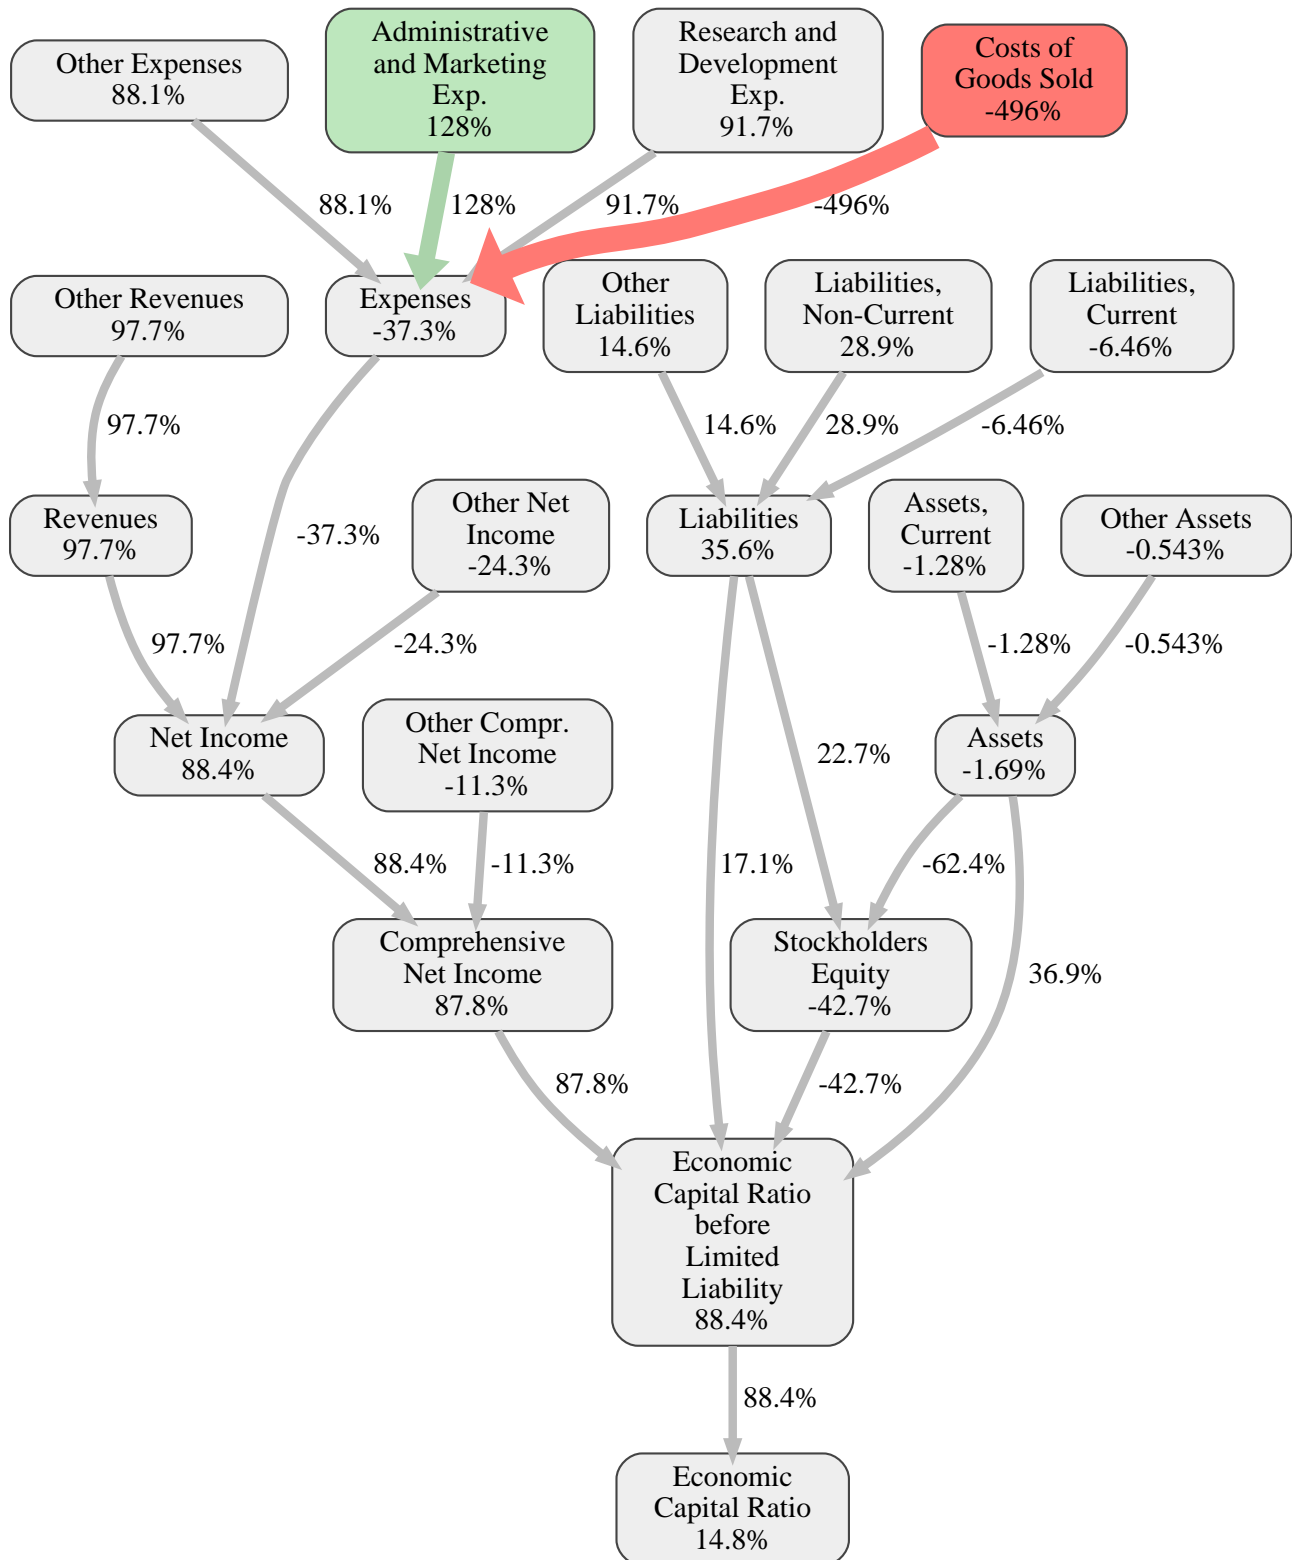 Other Expenses
88.1%
Administrative
and Marketing
Exp.
128%
Research and
Development
Exp.
91.7%
Costs of
Goods Sold
-496%
88.1%
128%
91.7%
-496%
Other Revenues
97.7%
Expenses
-37.3%
Other
Liabilities
14.6%
Liabilities,
Non-Current
28.9%
Liabilities,
Current
-6.46%
97.7%
14.6%
28.9%
-6.46%
Revenues
97.7%
-37.3%
Other Net
Income
-24.3%
Liabilities
35.6%
Assets,
Current
-1.28%
Other Assets
-0.543%
97.7%
-24.3%
-1.28%
-0.543%
Net Income
88.4%
Other Compr.
Net Income
-11.3%
22.7%
Assets
-1.69%
88.4%
-11.3%
17.1%
-62.4%
Comprehensive
Net Income
87.8%
Stockholders
Equity
-42.7%
36.9%
87.8%
-42.7%
Economic
Capital Ratio
before
Limited
Liability
88.4%
88.4%
Economic
Capital Ratio
14.8%